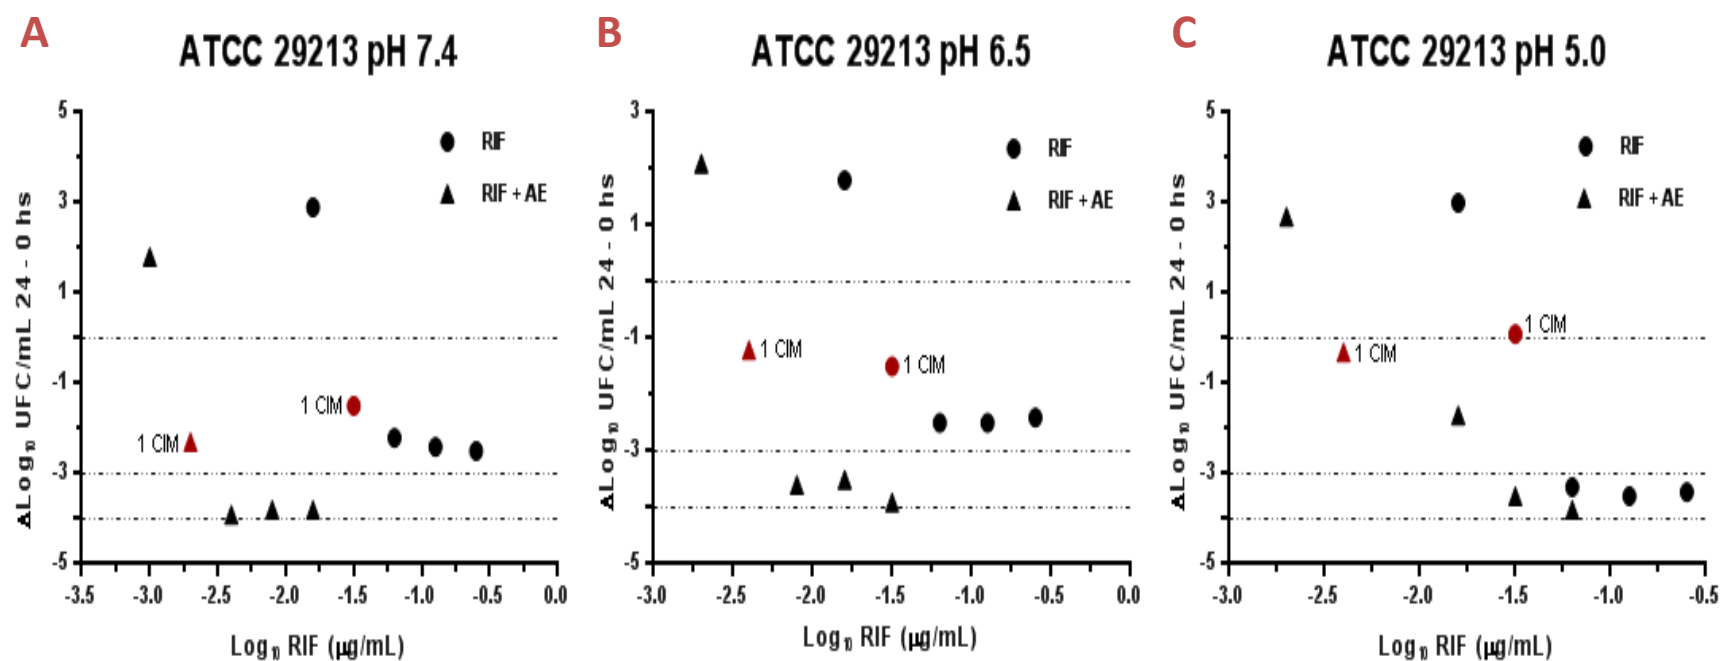 A
ATCC 29213 pH 7.4
5
3
1
-1
-3
-5
ΔLog₁₀ UFC/mL 24 - 0 hs
RIF
RIF + AE
1 CIM
1 CIM
-3.5 -3.0 -2.5 -2.0 -1.5 -1.0 -0.5 0.0
Log₁₀ RIF (μg/mL)
B
ATCC 29213 pH 6.5
3
1
-1
-3
-5
ΔLog₁₀ UFC/mL 24 - 0 hs
RIF
RIF + AE
1 CIM
1 CIM
-3.0 -2.5 -2.0 -1.5 -1.0 -0.5 0.0
Log₁₀ RIF (μg/mL)
C
ATCC 29213 pH 5.0
5
3
1
-1
-3
-5
ΔLog₁₀ UFC/mL 24 - 0 hs
RIF
RIF + AE
1 CIM
1 CIM
-3.0 -2.5 -2.0 -1.5 -1.0 -0.5
Log₁₀ RIF (μg/mL)